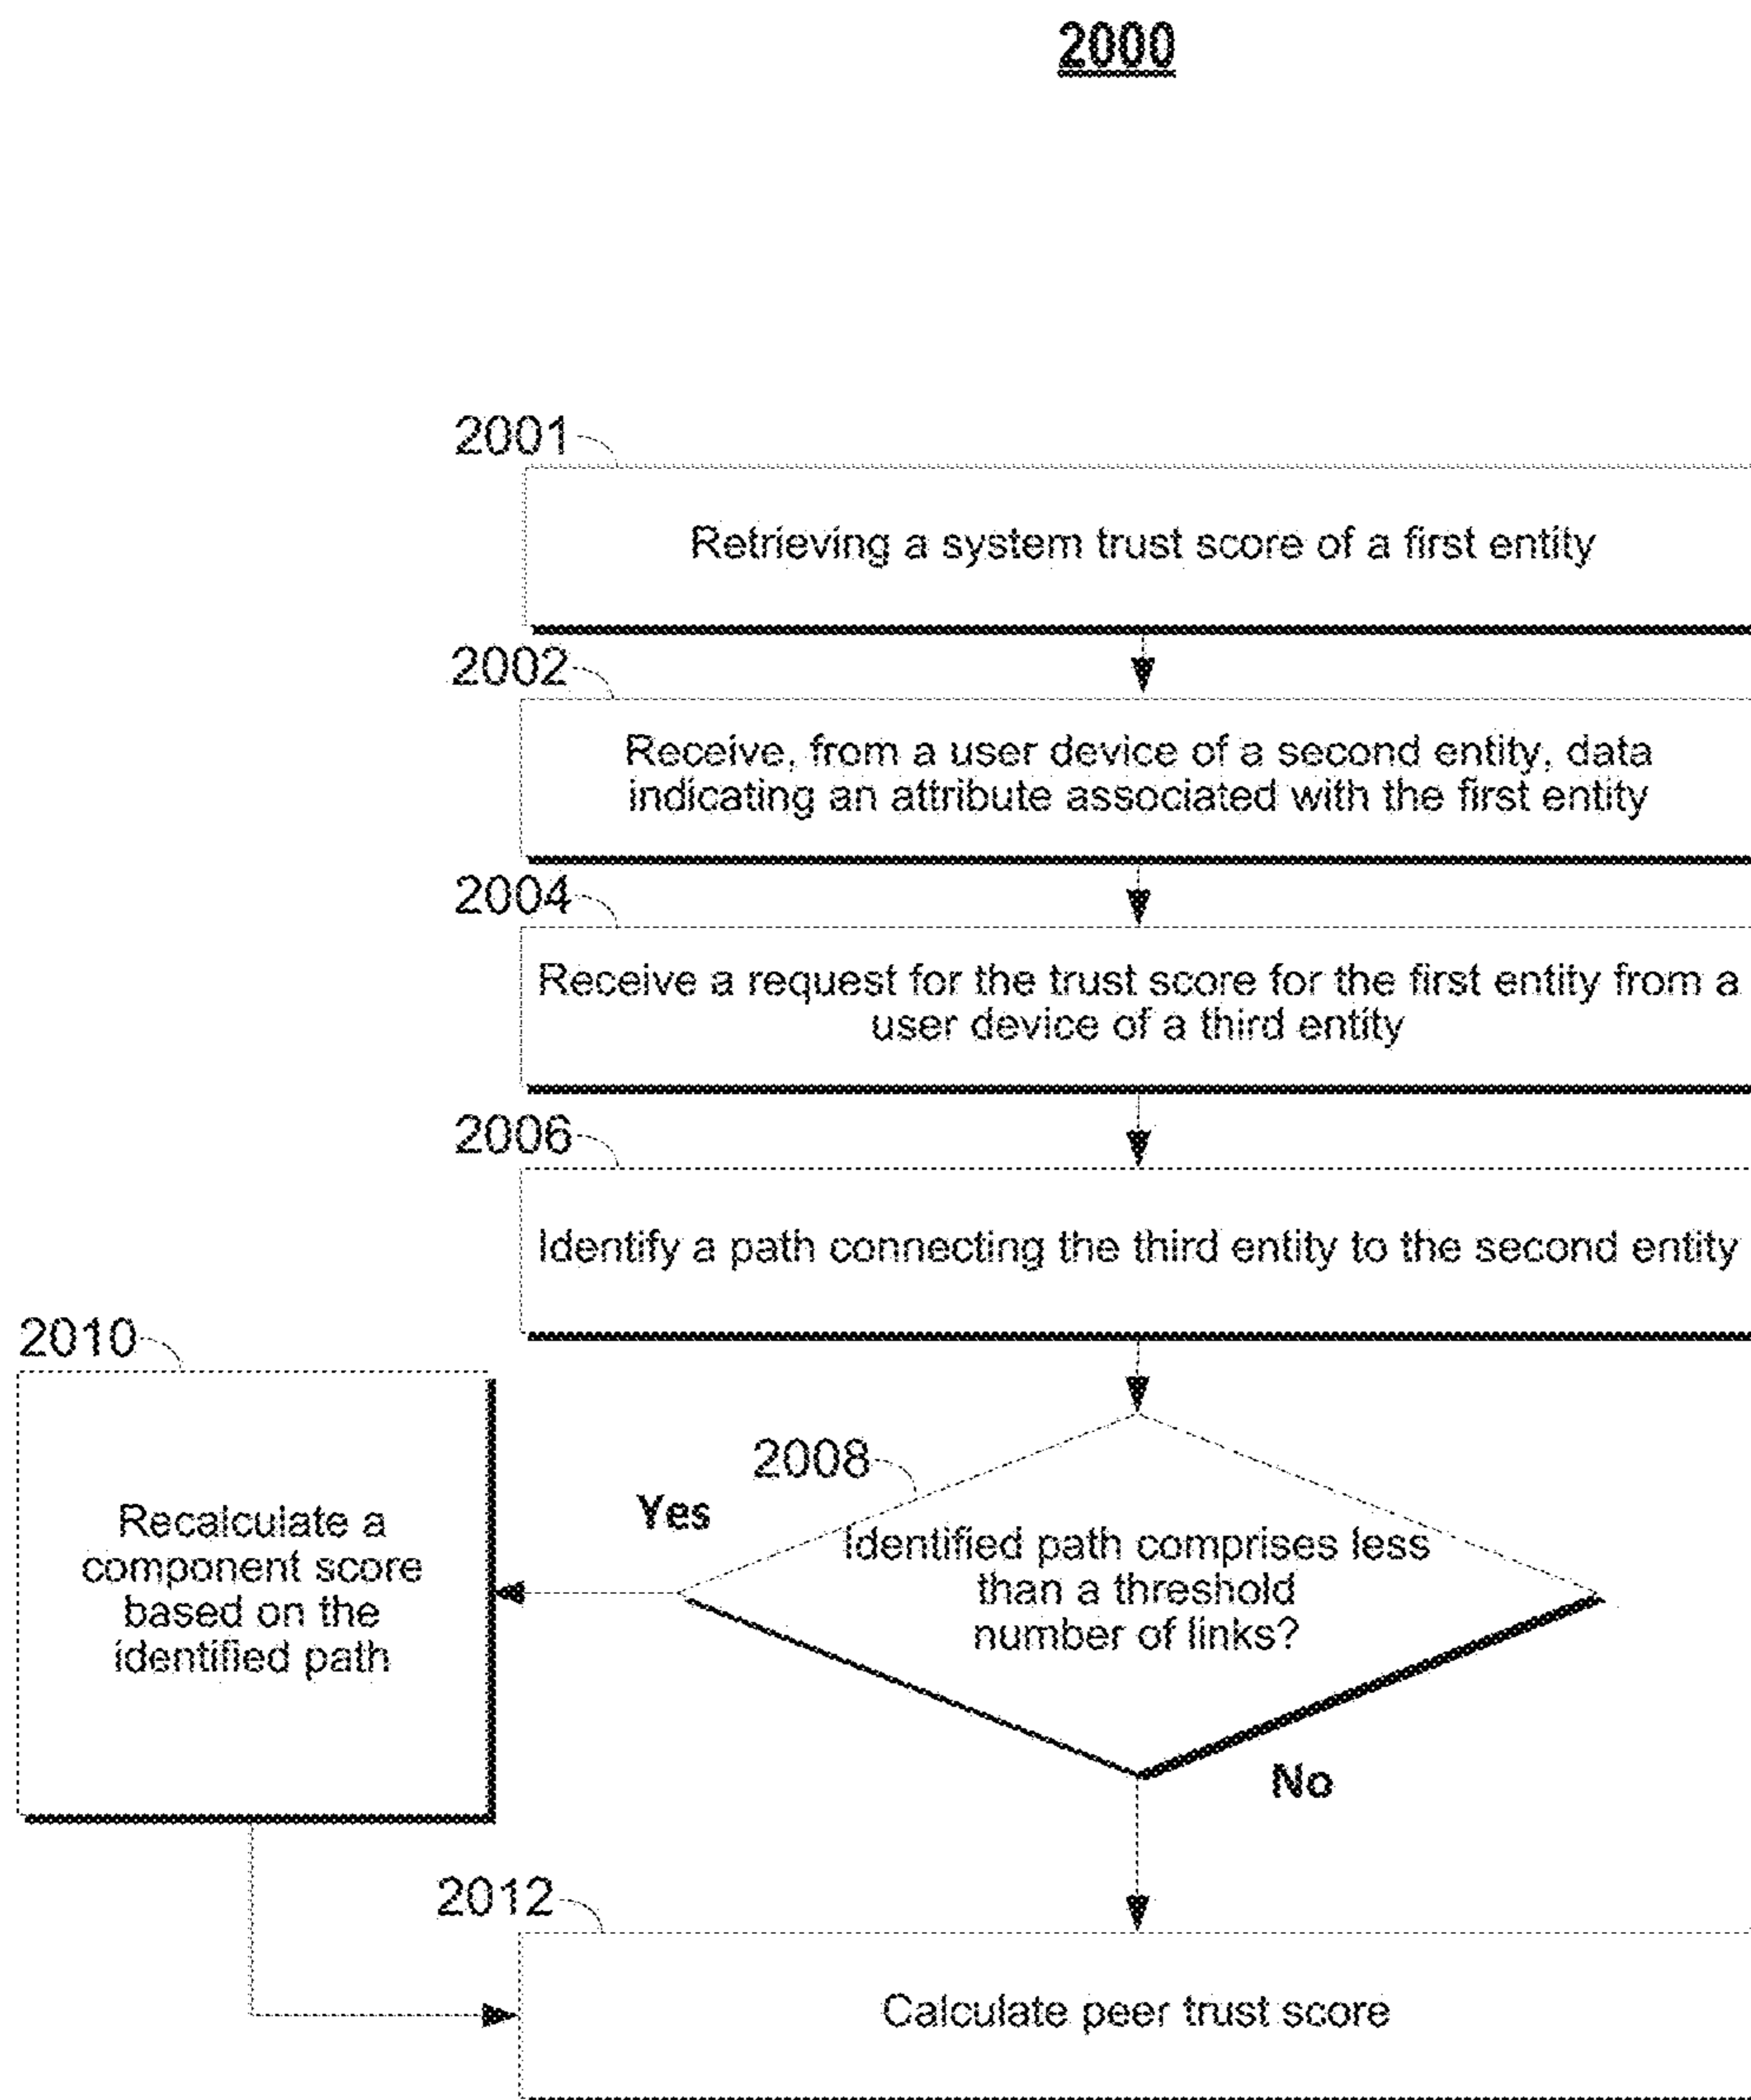 2000
2001
Retrieving a system trust score of a first entity
2002
Receive, from a user device of a second entity, data
indicating an attribute associated with the first entity
2004
Receive a request for the trust score for the first entity from a
user device of a third entity
2006
Identify a path connecting the third entity to the second entity
2010
Recalculate a
component score
based on the
identified path
2008
Yes
Identified path comprises less
than a threshold
number of links?
No
2012
Calculate peer trust score